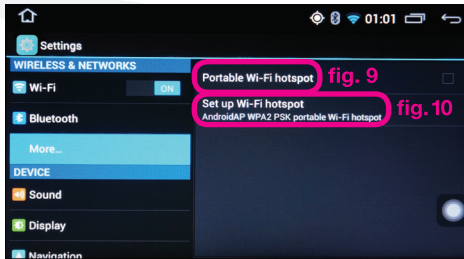 01:01
Settings
WIRELESS & NETWORKS
Wi-Fi ON
Bluetooth
More...
DEVICE
Sound
Display
Navigation
Portable Wi-Fi hotspot fig. 9
Set up Wi-Fi hotspot fig. 10
AndroidAP WPA2 PSK portable Wi-Fi hotspot